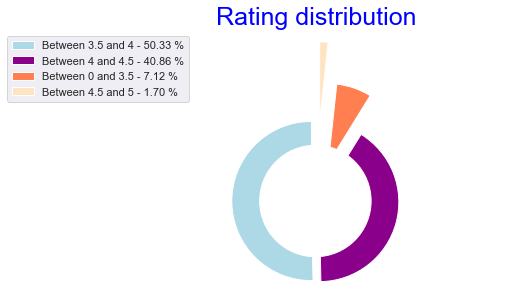 Rating distribution
Between 3.5 and 4 - 50.33 %
Between 4 and 4.5 - 40.86 %
Between 0 and 3.5 - 7.12 %
Between 4.5 and 5 - 1.70 %